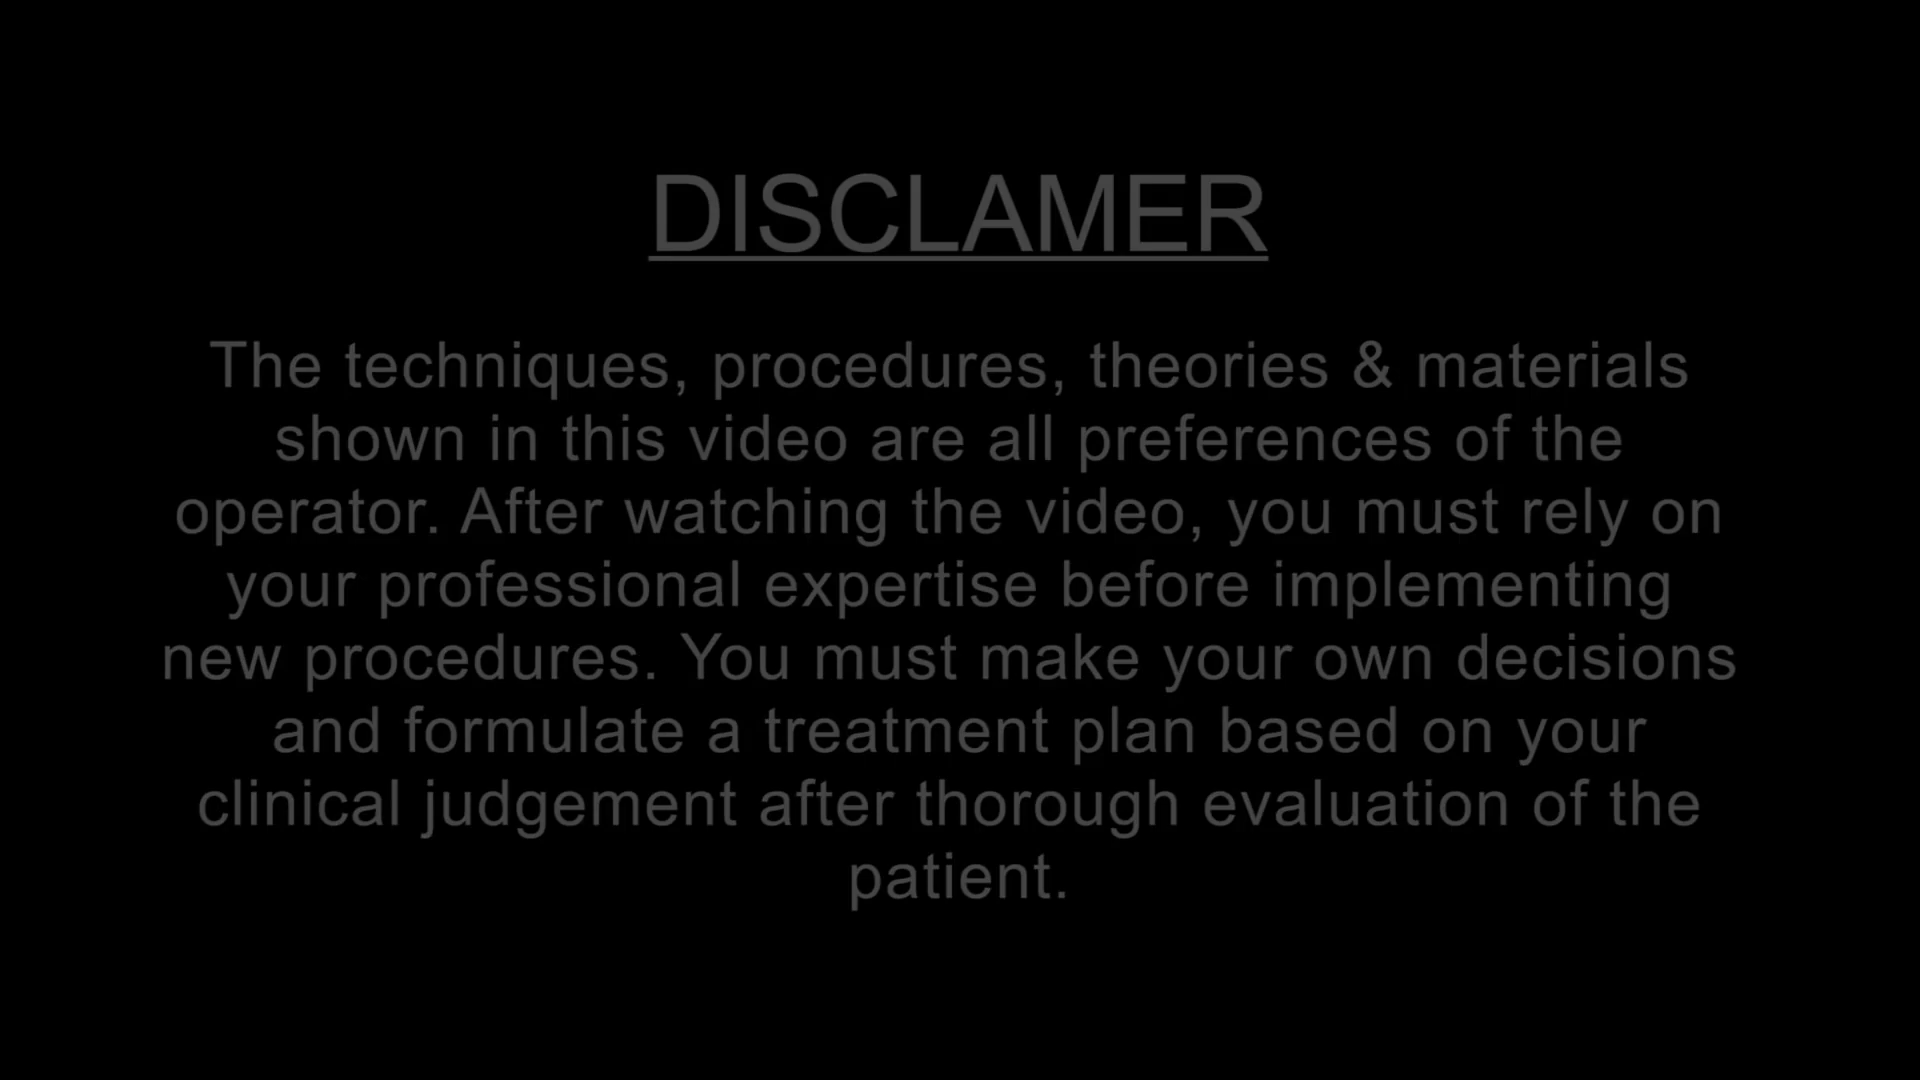 DISCLAMER
The techniques, procedures, theories & materials
shown in this video are all preferences of the
operator. After watching the video, you must rely on
your professional expertise before implementing
new procedures. You must make your own decisions
and formulate a treatment plan based on your
clinical judgement after thorough evaluation of the
patient.